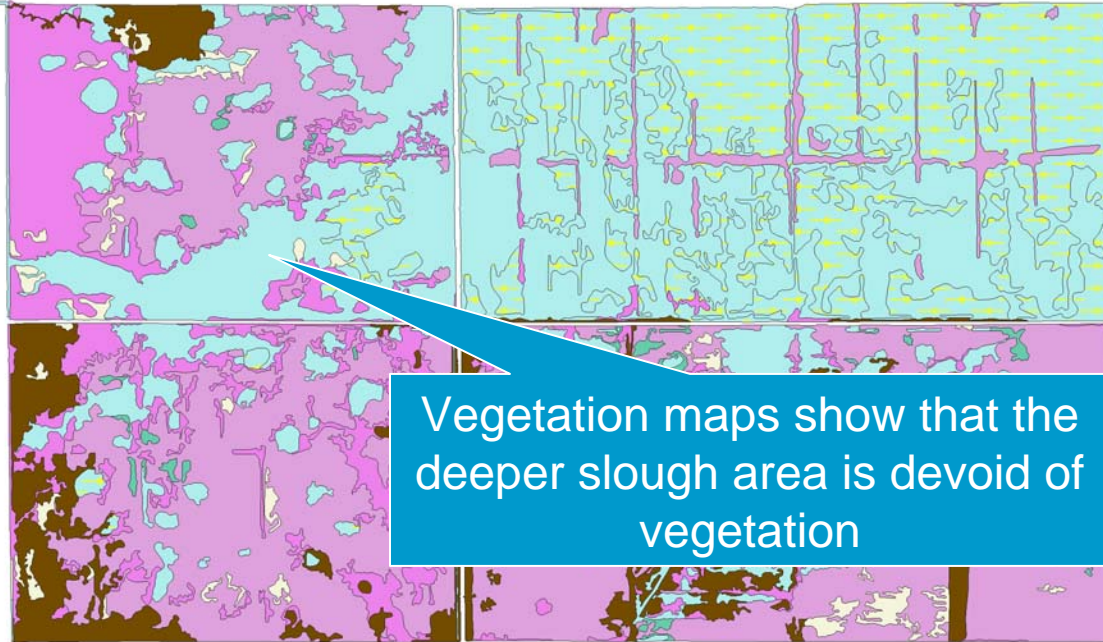 Vegetation maps show that the
deeper slough area is devoid of
vegetation